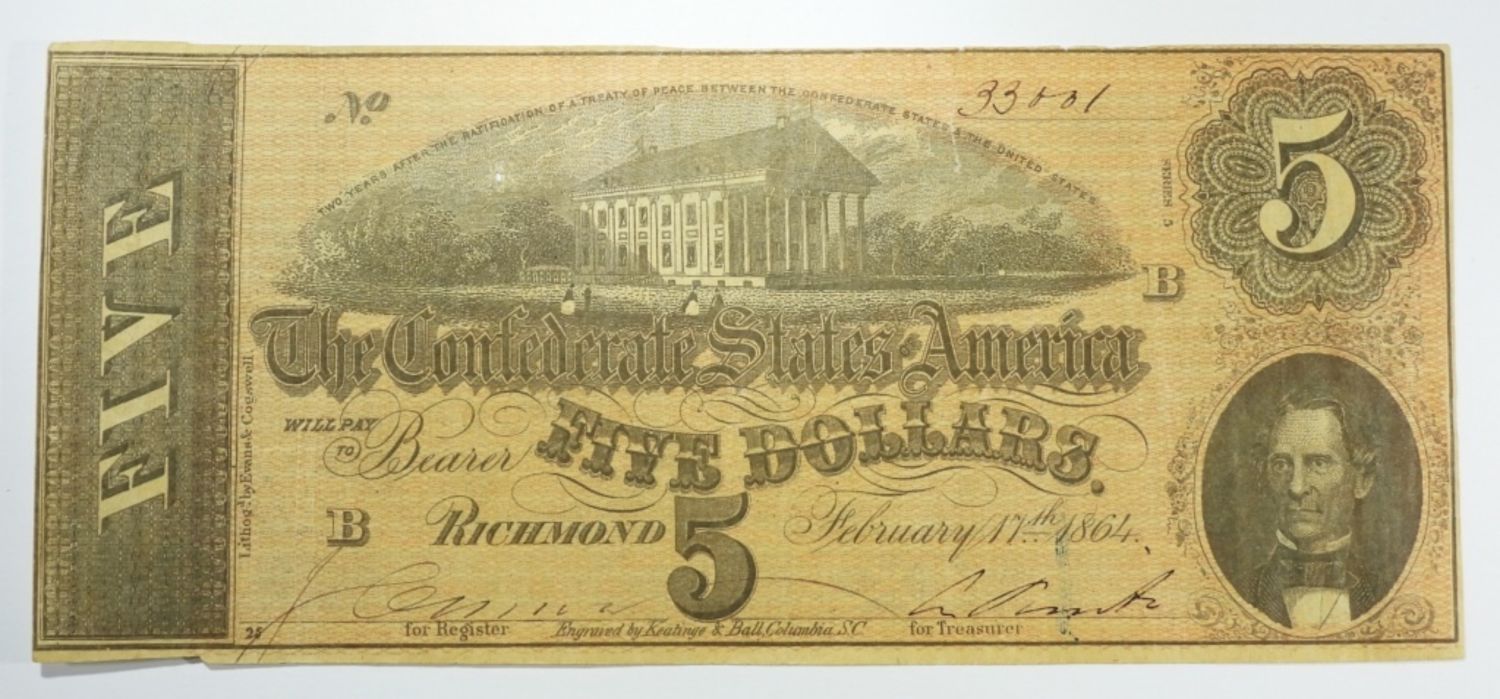 FIVE
No
33001
TWO YEARS AFTER THE RATIFICATION OF A TREATY OF PEACE BETWEEN THE CONFEDERATE STATES & THE UNITED STATES
5
5 SERIES
B
The Confederate States of America
WILL PAY TO Bearer FIVE DOLLARS.
B RICHMOND 5 February 17th 1864.
for Register
Engraved by Keatinge & Ball, Columbia, S.C
for Treasurer
Lithog. by Evans & Cogswell